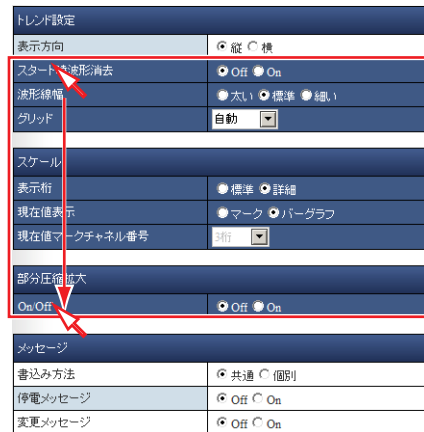 トレンド設定
表示方向 縦 横
スタート時波形消去 Off On
波形線幅 太い 標準 細い
グリッド 自動
スケール
表示桁 標準 詳細
現在値表示 マーク バーグラフ
現在値マークチャネル番号 3桁
部分圧縮拡大
On/Off Off On
メッセージ
書込み方法 共通 個別
停電メッセージ Off On
変更メッセージ Off On